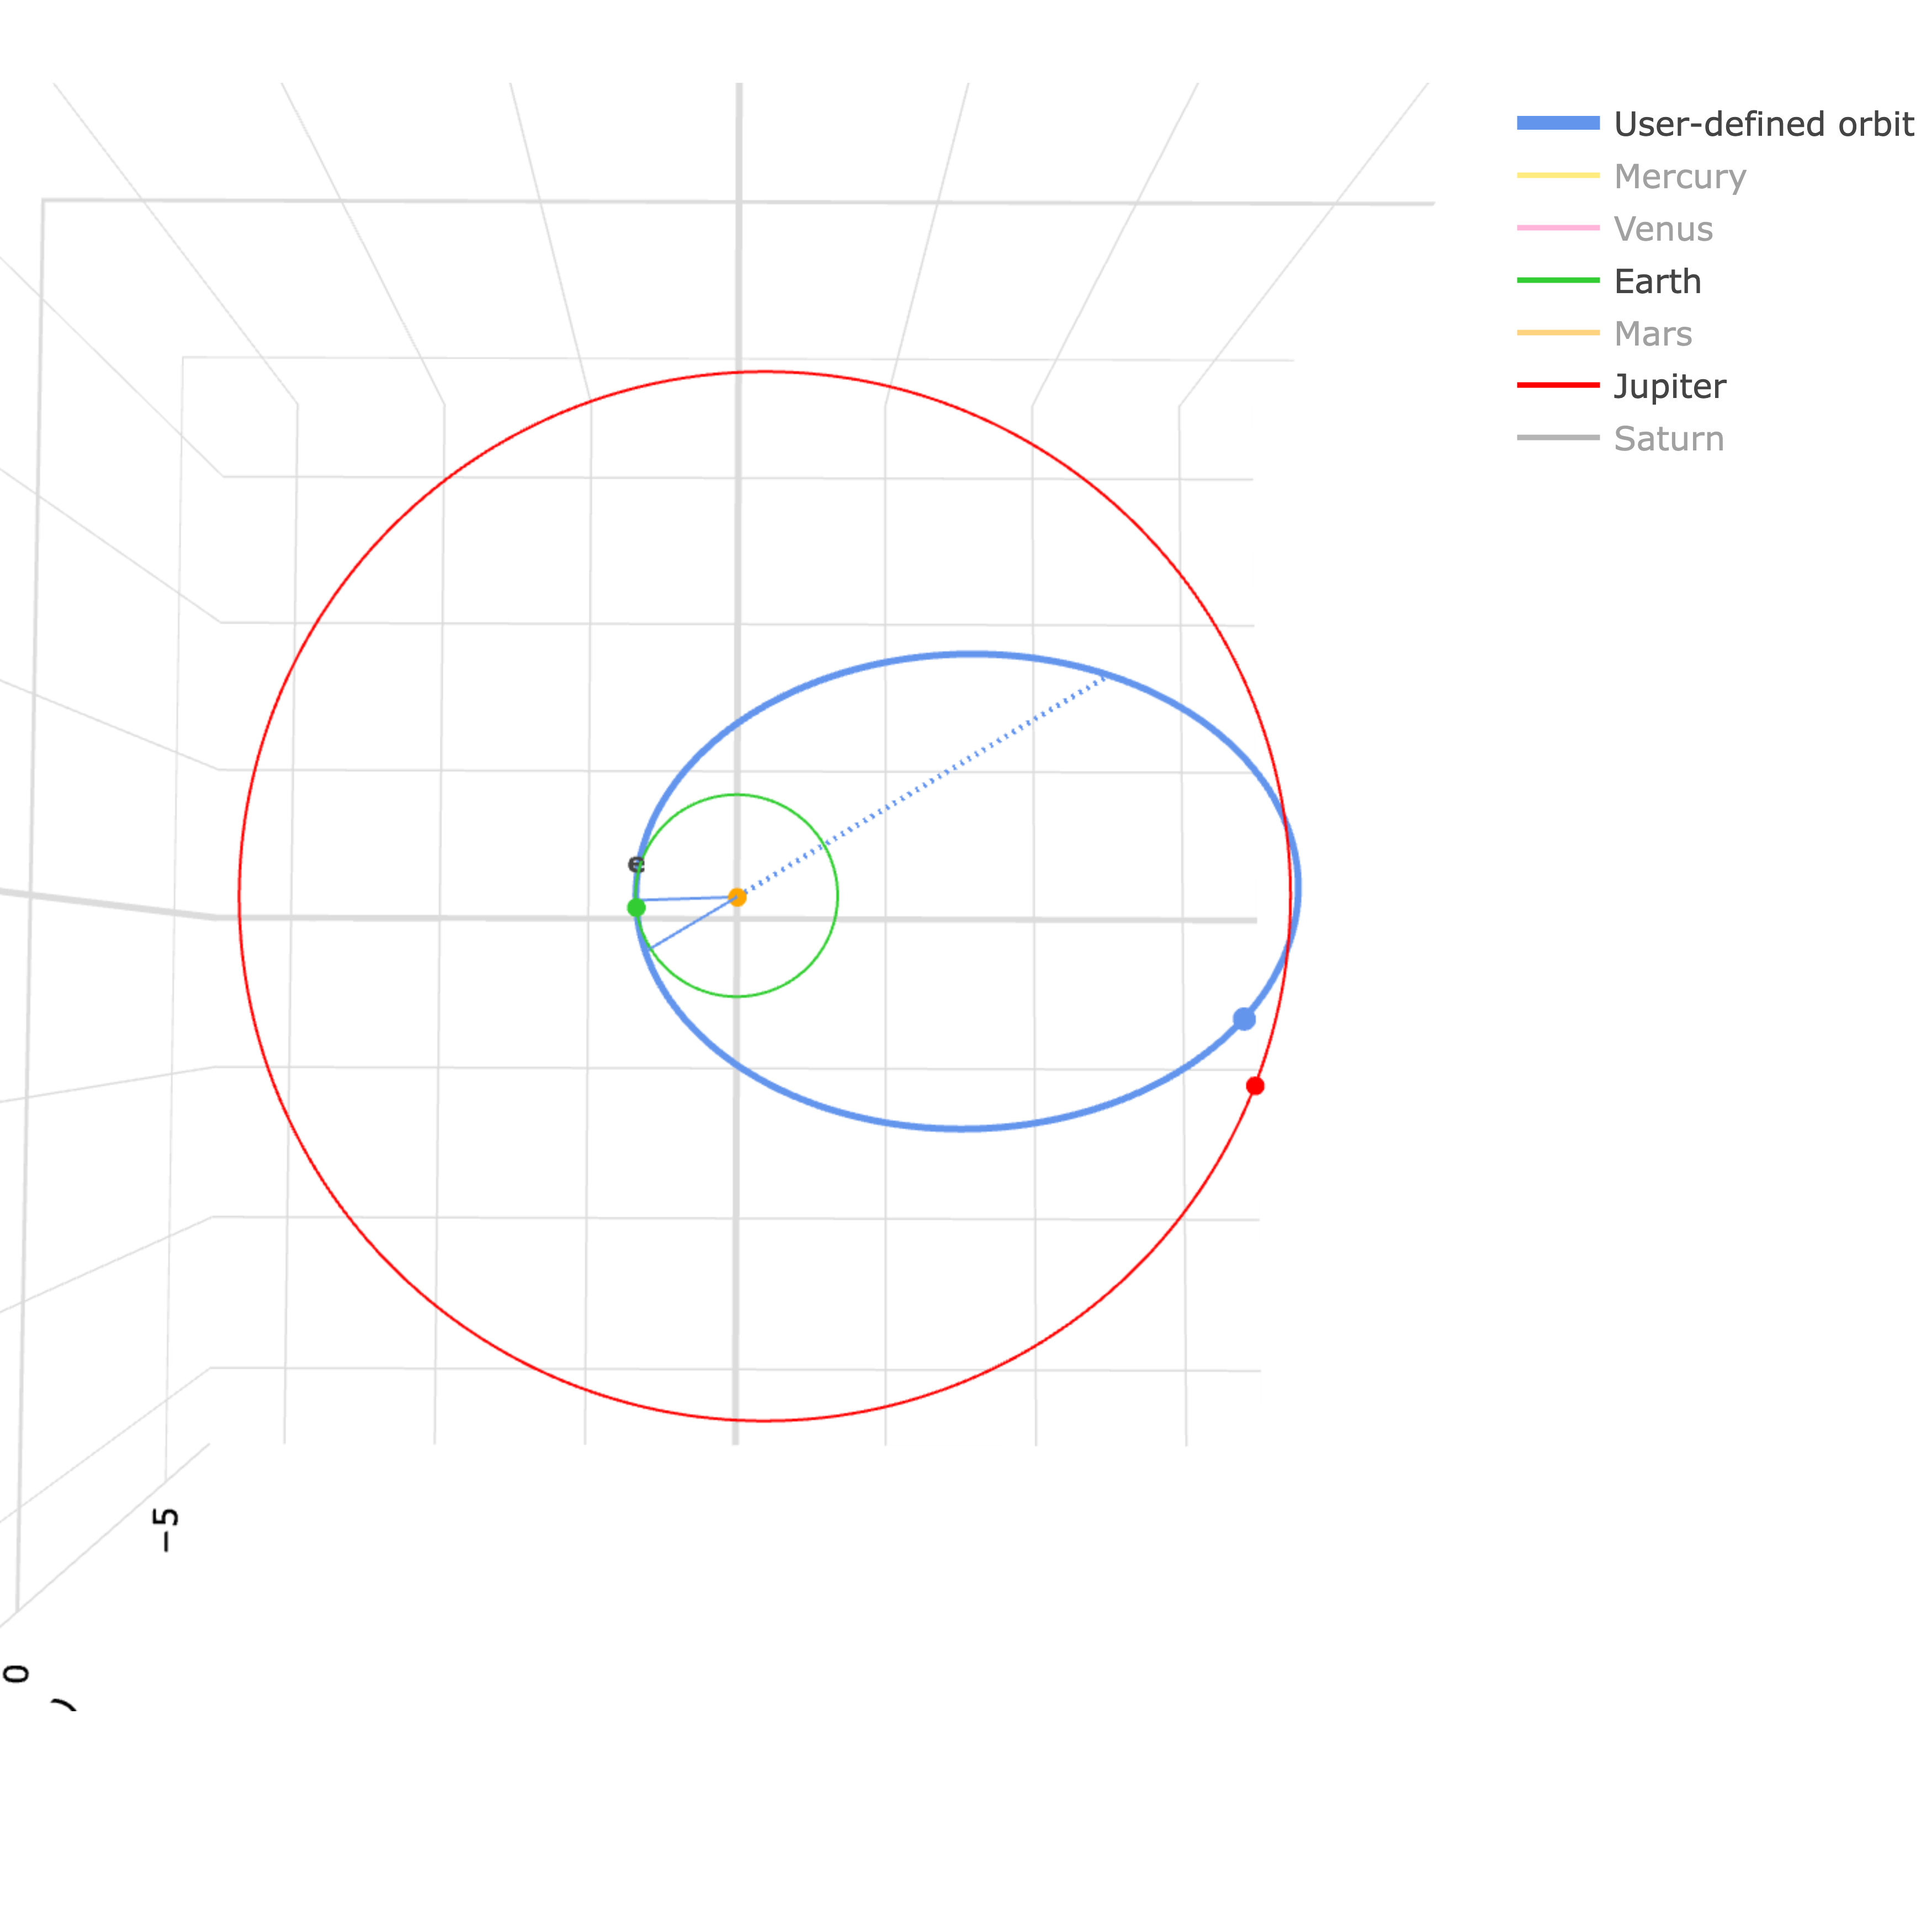 User-defined orbit
Mercury
Venus
Earth
Mars
Jupiter
Saturn
e
−5
0
)